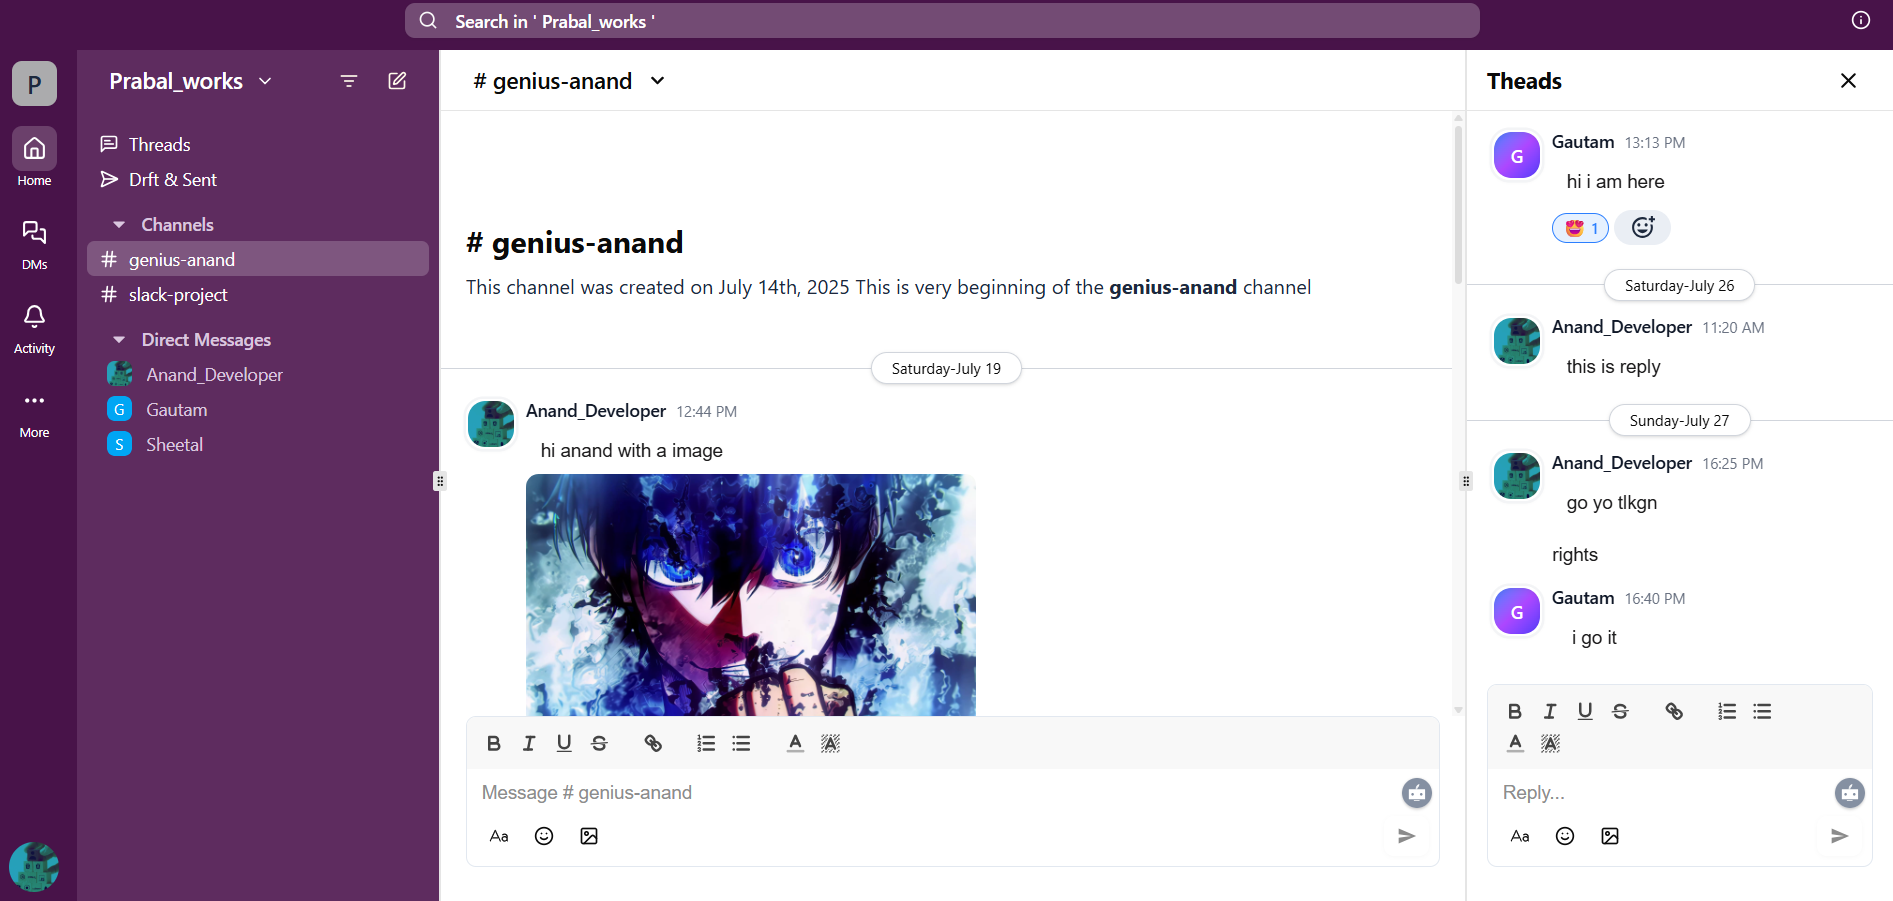 Search in ' Prabal_works '
P
Home
DMs
Activity
More
Prabal_works
Threads
Drft & Sent
Channels
# genius-anand
# slack-project
Direct Messages
Anand_Developer
G Gautam
S Sheetal
# genius-anand
# genius-anand
This channel was created on July 14th, 2025 This is very beginning of the genius-anand channel
Saturday-July 19
Anand_Developer 12:44 PM
hi anand with a image
B I U S A A
Message # genius-anand
Aa
Theads
G Gautam 13:13 PM
hi i am here
1
Saturday-July 26
Anand_Developer 11:20 AM
this is reply
Sunday-July 27
Anand_Developer 16:25 PM
go yo tlkgn
rights
G Gautam 16:40 PM
i go it
B I U S
A A
Reply...
Aa